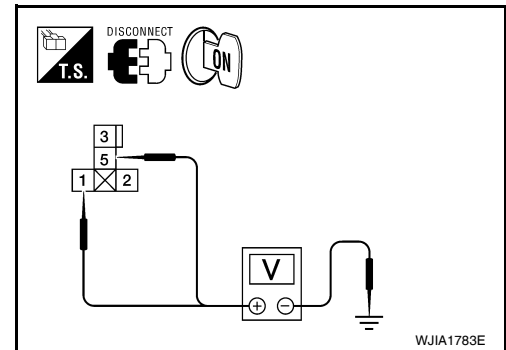 DISCONNECT
T.S.
ON
3
5
1 2
V
+ −
WJIA1783E